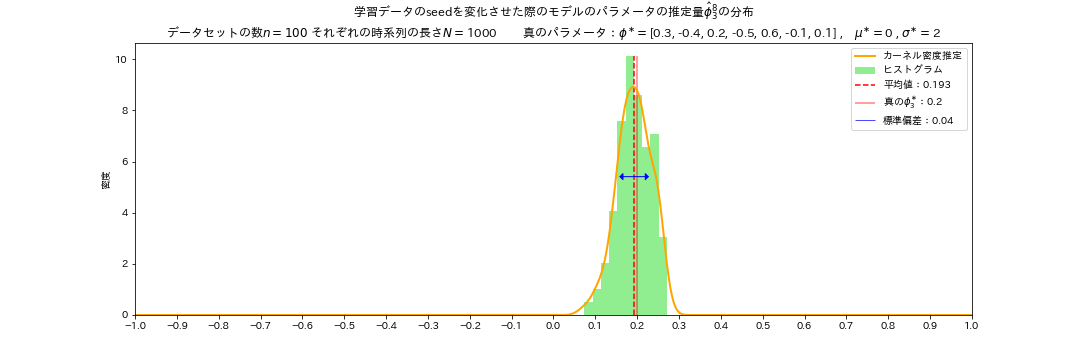 学習データのseedを変化させた際のモデルのパラメータの推定量$\hat{\phi}_3^8$の分布
データセットの数n = 100 それぞれの時系列の長さN = 1000 真のパラメータ：ϕ* = [0.3, -0.4, 0.2, -0.5, 0.6, -0.1, 0.1] , μ* = 0 , σ* = 2
カーネル密度推定
ヒストグラム
平均値：0.193
真のϕ₃*：0.2
標準偏差：0.04
密度
10
8
6
4
2
0
−1.0 −0.9 −0.8 −0.7 −0.6 −0.5 −0.4 −0.3 −0.2 −0.1 0.0 0.1 0.2 0.3 0.4 0.5 0.6 0.7 0.8 0.9 1.0